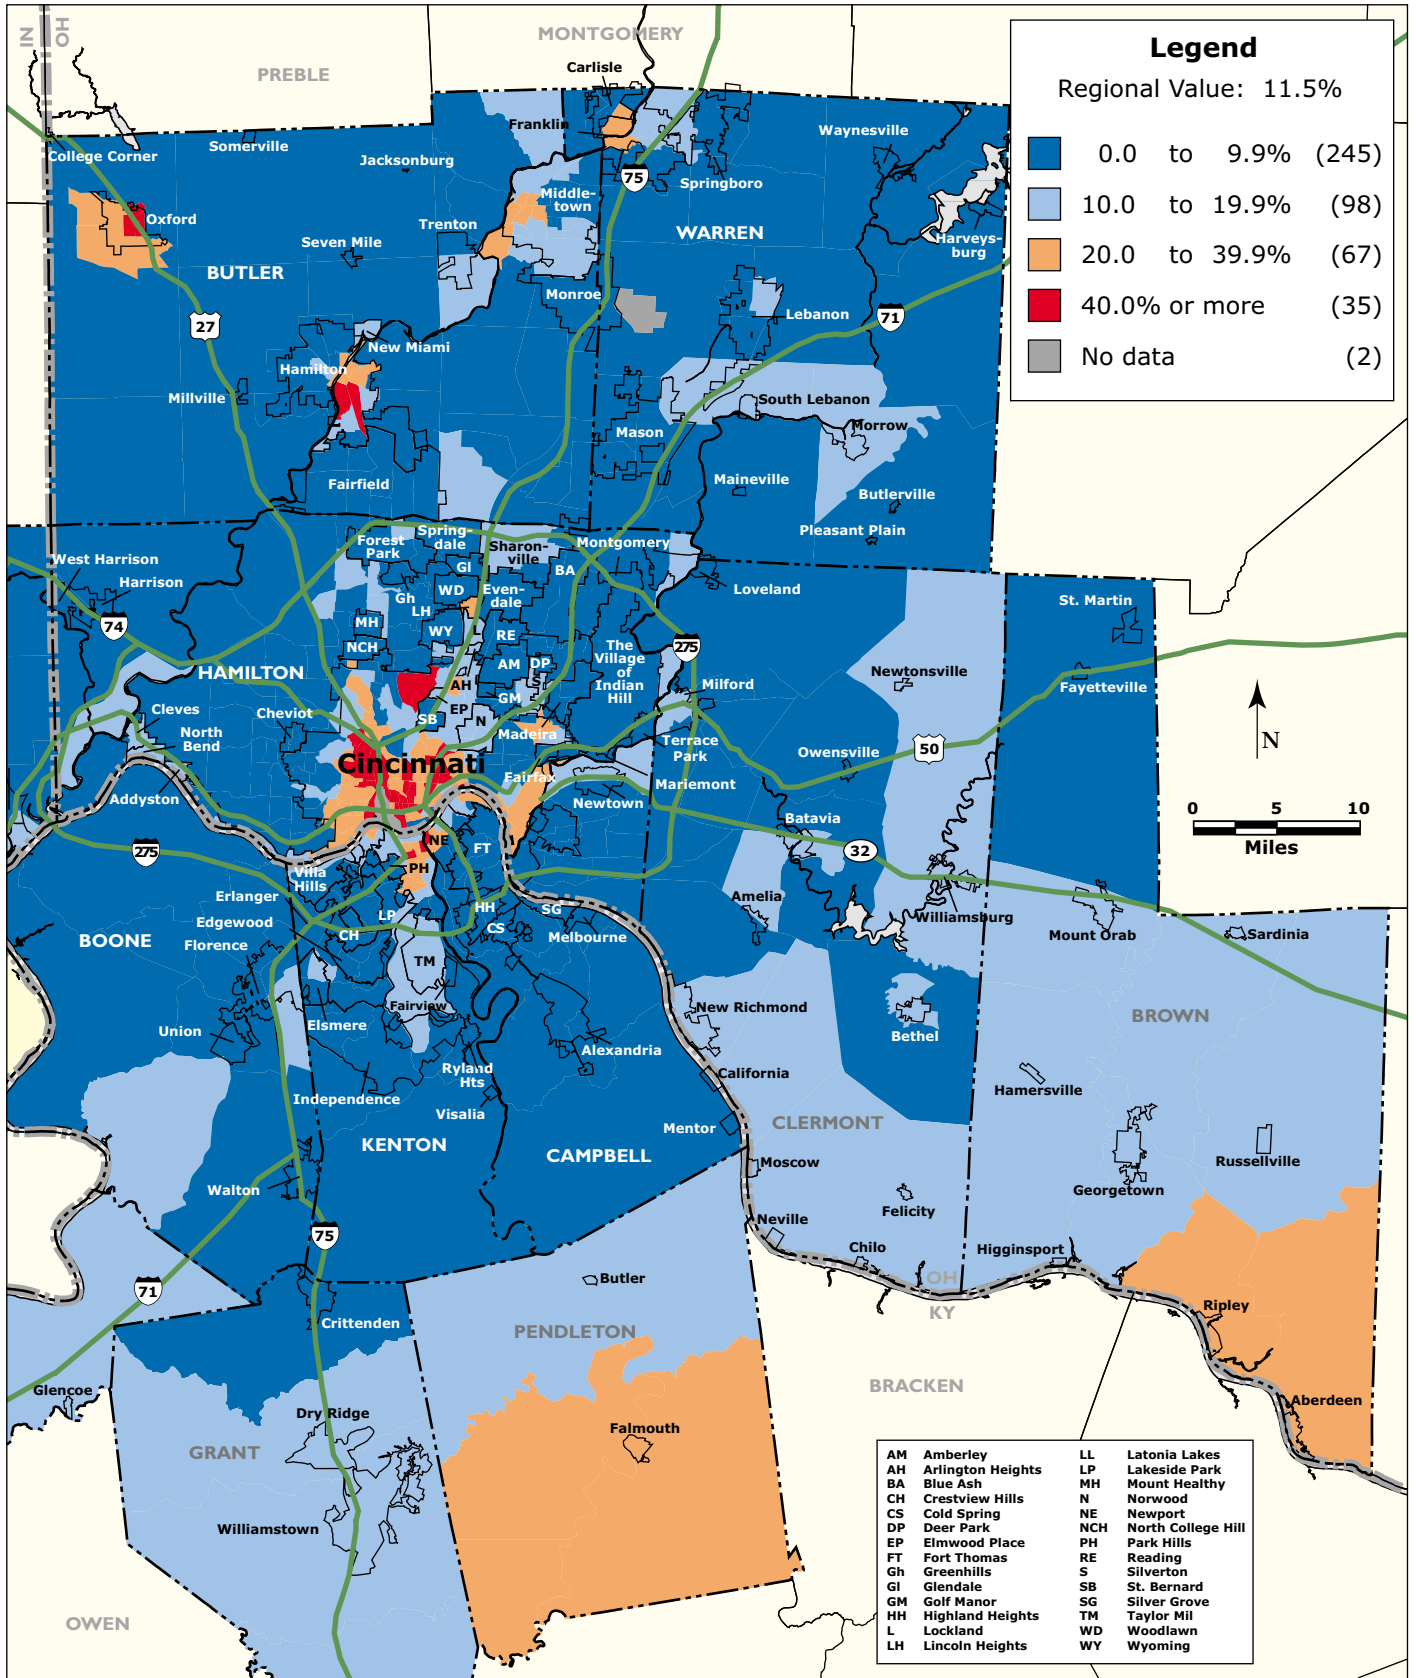 IN
OH
MONTGOMERY
PREBLE
Carlisle
Legend
Regional Value: 11.5%
0.0 to 9.9% (245)
10.0 to 19.9% (98)
20.0 to 39.9% (67)
40.0% or more (35)
No data (2)
Franklin
Waynesville
College Corner
Somerville
Jacksonburg
75
Springboro
Middle-
town
Oxford
Trenton
WARREN
Harveys-
burg
Seven Mile
BUTLER
Monroe
Lebanon
71
27
New Miami
Hamilton
Millville
South Lebanon
Mason
Morrow
Fairfield
Maineville
Butlerville
Pleasant Plain
Spring-
dale
Forest
Park
Sharon-
ville
Montgomery
West Harrison
Harrison
Gl
BA
Loveland
WD
Even-
dale
Gh
LH
St. Martin
74
MH
WY
RE
NCH
The
Village
of
Indian
Hill
275
HAMILTON
AM
DP
S
Newtonsville
Fayetteville
AH
GM
Milford
Cleves
Cheviot
EP
N
SB
North
Bend
Madeira
Terrace
Park
Owensville
50
N
Cincinnati
Fairfax
Mariemont
Addyston
Newtown
0 5 10
Miles
Batavia
275
NE
FT
32
Villa
Hills
PH
Erlanger
Amelia
Edgewood
LP
HH
SG
Williamsburg
BOONE
Florence
CH
CS
Melbourne
Mount Orab
Sardinia
TM
New Richmond
Fairview
BROWN
Union
Elsmere
Bethel
Alexandria
Ryland
Hts
California
Hamersville
Independence
Visalia
CLERMONT
Mentor
KENTON
CAMPBELL
Moscow
Russellville
Walton
Georgetown
Felicity
Neville
75
Chilo
Higginsport
OH
KY
Butler
71
Ripley
Crittenden
PENDLETON
BRACKEN
Glencoe
Aberdeen
Dry Ridge
Falmouth
GRANT
Williamstown
OWEN
AM Amberley LL Latonia Lakes
AH Arlington Heights LP Lakeside Park
BA Blue Ash MH Mount Healthy
CH Crestview Hills N Norwood
CS Cold Spring NE Newport
DP Deer Park NCH North College Hill
EP Elmwood Place PH Park Hills
FT Fort Thomas RE Reading
Gh Greenhills S Silverton
Gl Glendale SB St. Bernard
GM Golf Manor SG Silver Grove
HH Highland Heights TM Taylor Mil
L Lockland WD Woodlawn
LH Lincoln Heights WY Wyoming